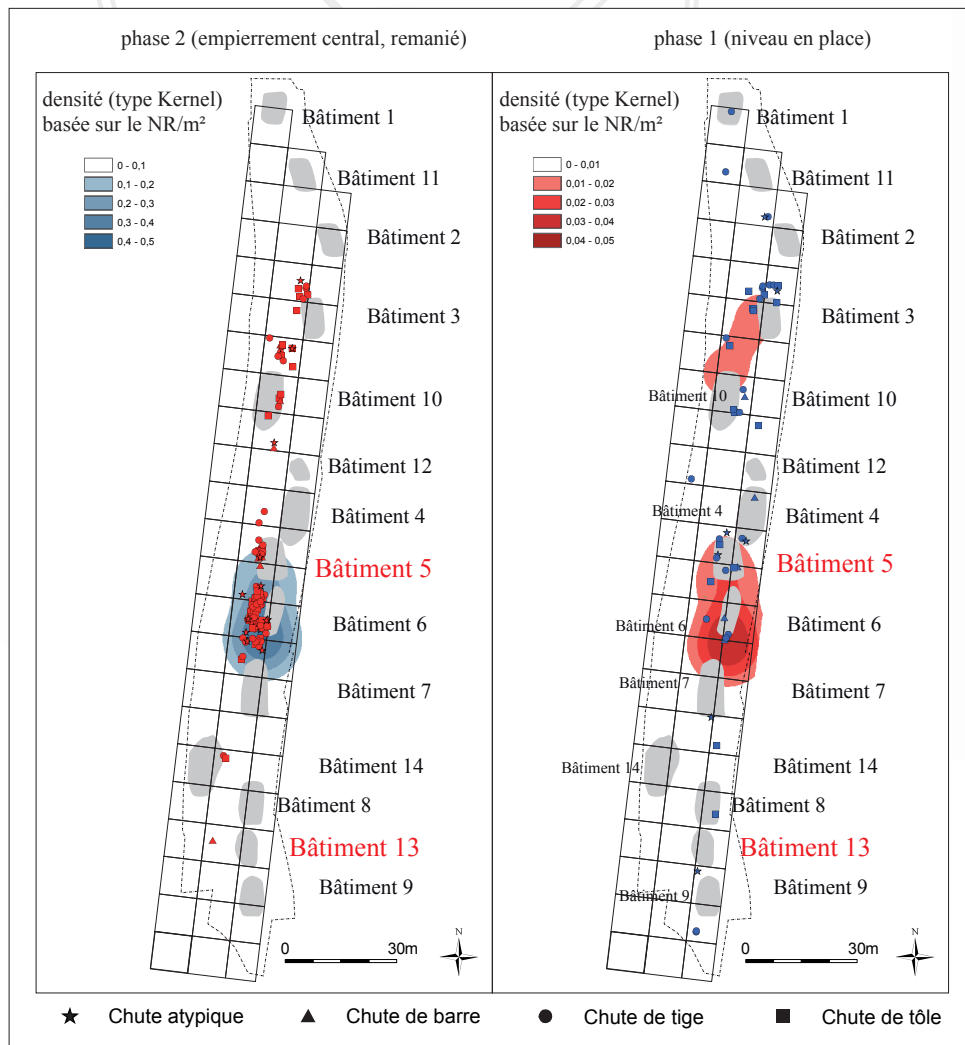 phase 2 (empierrement central, remanié)
densité (type Kernel)
basée sur le NR/m²
0 - 0,1
0,1 - 0,2
0,2 - 0,3
0,3 - 0,4
0,4 - 0,5
Bâtiment 1
Bâtiment 11
Bâtiment 2
Bâtiment 3
Bâtiment 10
Bâtiment 12
Bâtiment 4
Bâtiment 5
Bâtiment 6
Bâtiment 7
Bâtiment 14
Bâtiment 8
Bâtiment 13
Bâtiment 9
0 30m
N
phase 1 (niveau en place)
densité (type Kernel)
basée sur le NR/m²
0 - 0,01
0,01 - 0,02
0,02 - 0,03
0,03 - 0,04
0,04 - 0,05
Bâtiment 1
Bâtiment 11
Bâtiment 2
Bâtiment 3
Bâtiment 10
Bâtiment 10
Bâtiment 12
Bâtiment 4
Bâtiment 4
Bâtiment 5
Bâtiment 6
Bâtiment 6
Bâtiment 7
Bâtiment 7
Bâtiment 14
Bâtiment 14
Bâtiment 8
Bâtiment 13
Bâtiment 9
Bâtiment 9
0 30m
N
Chute atypique
Chute de barre
Chute de tige
Chute de tôle